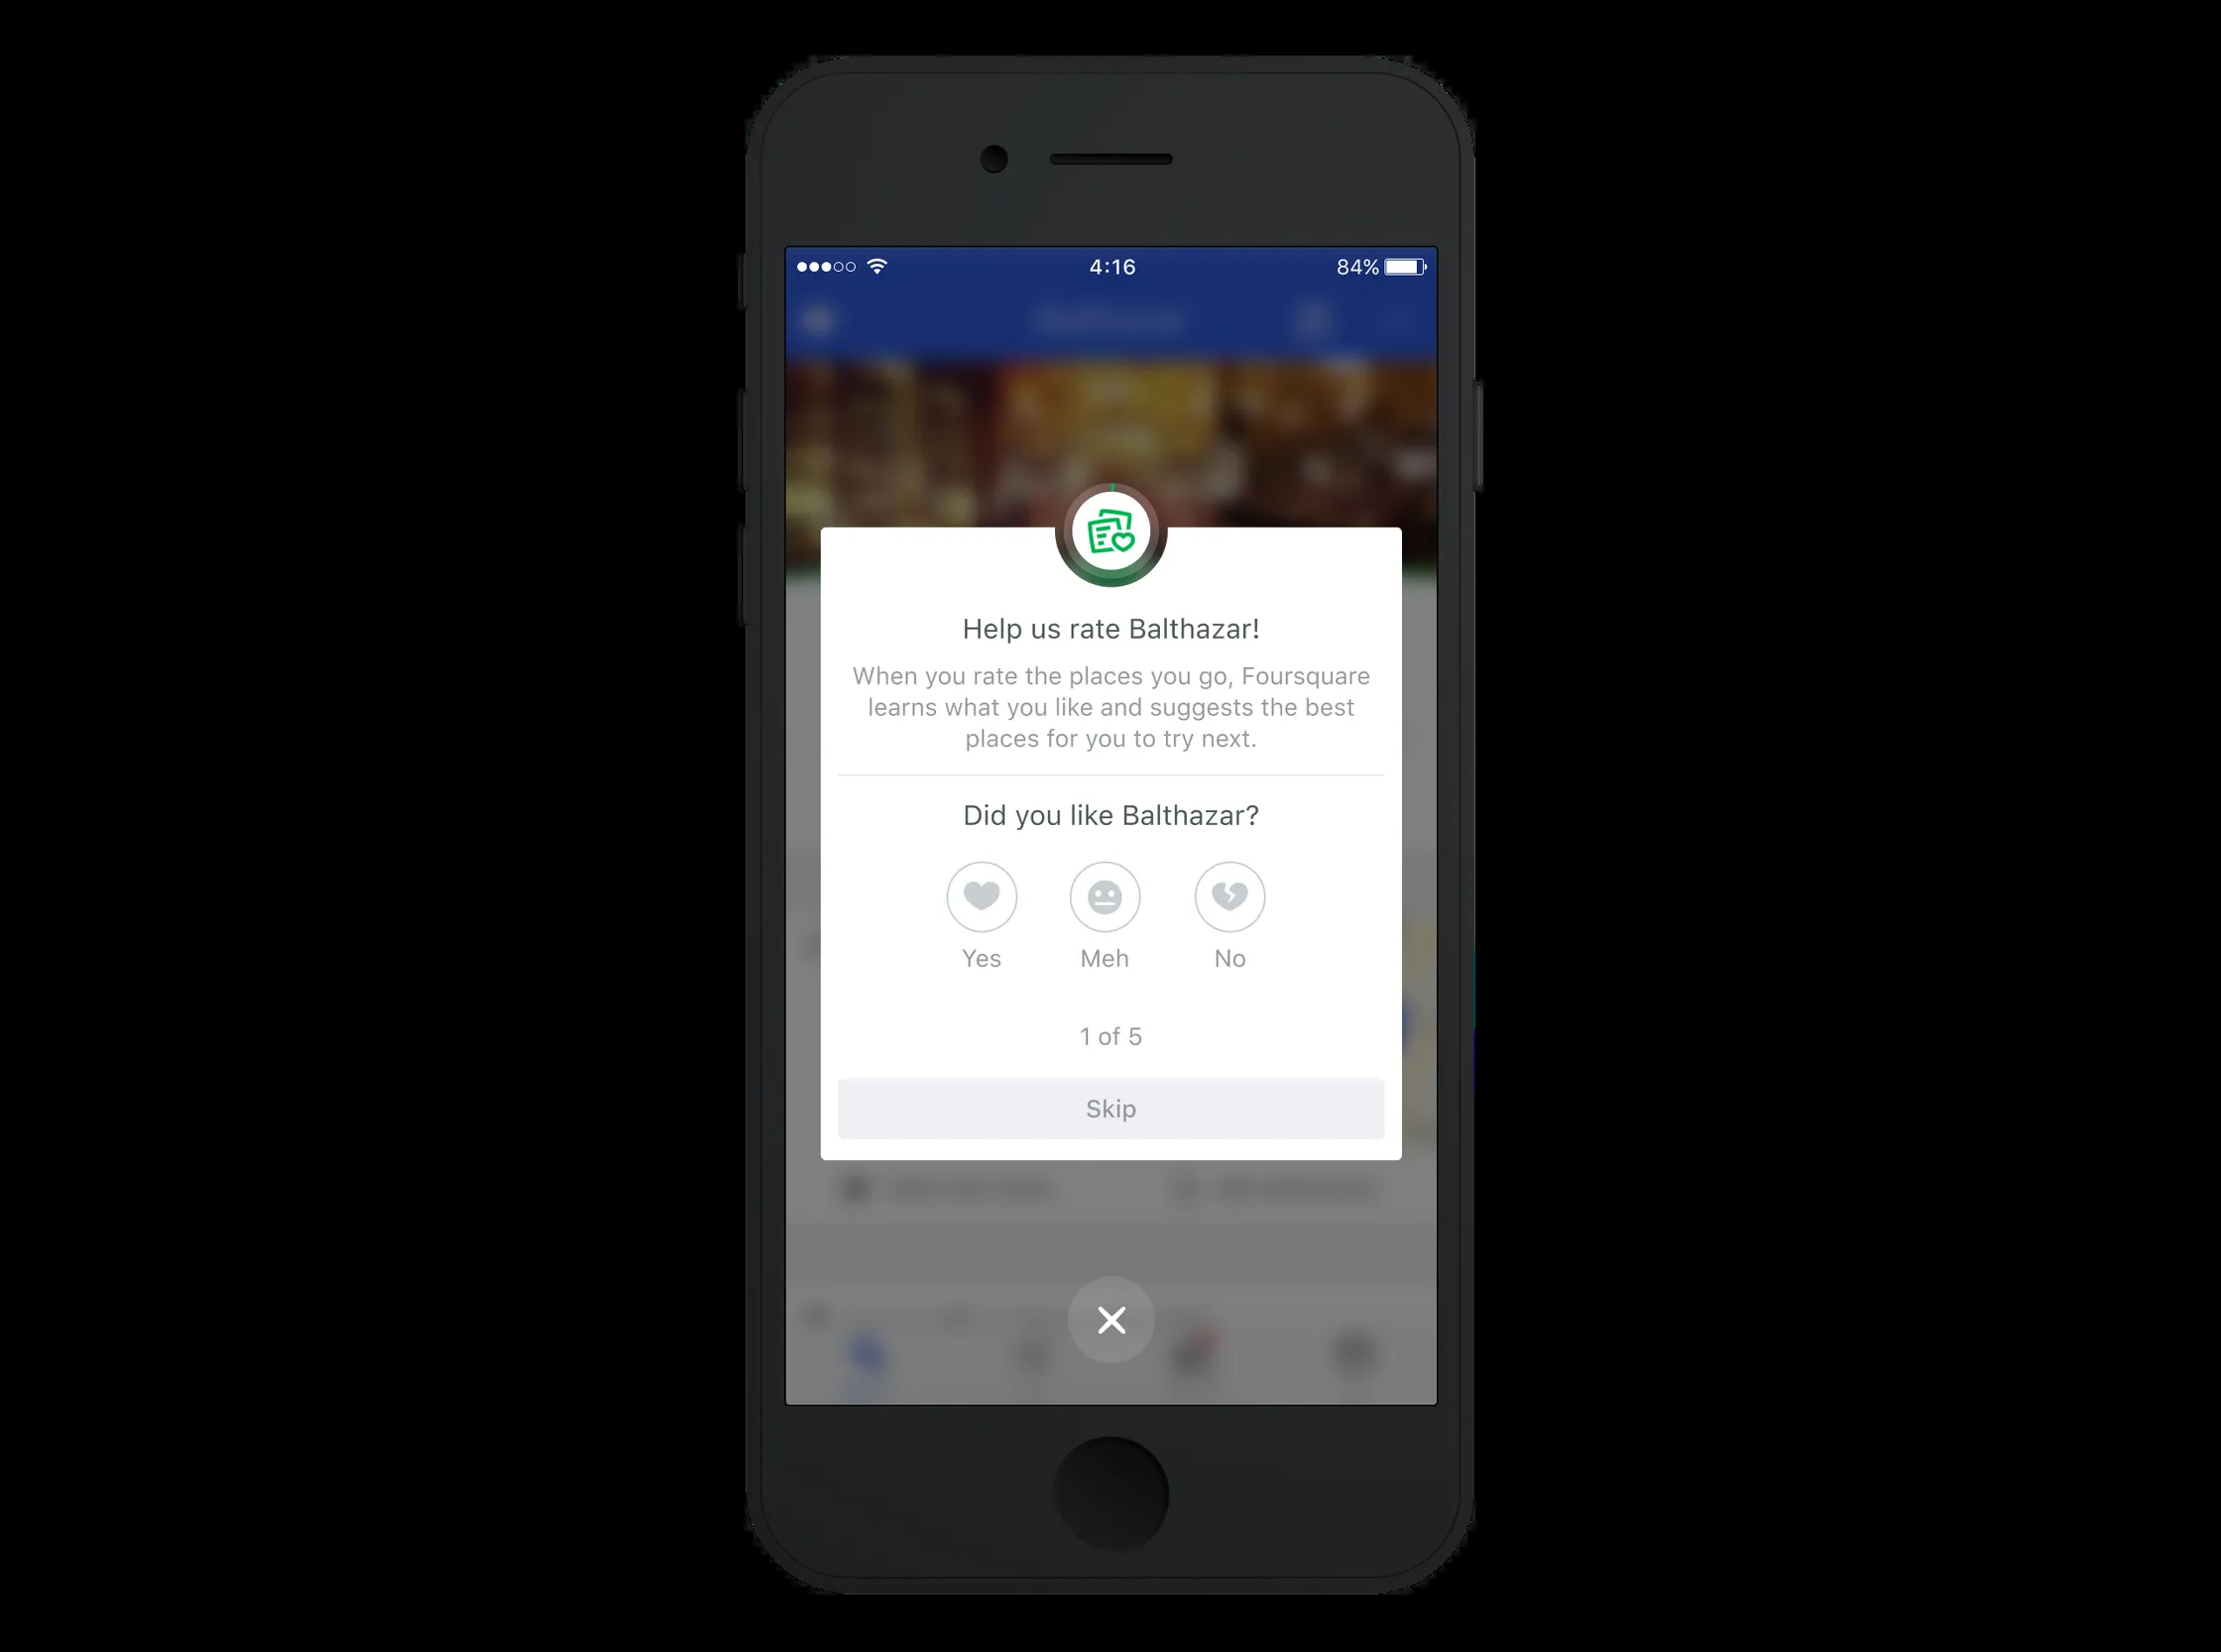 4:16
84%
Help us rate Balthazar!
When you rate the places you go, Foursquare
learns what you like and suggests the best
places for you to try next.
Did you like Balthazar?
Yes
Meh
No
1 of 5
Skip